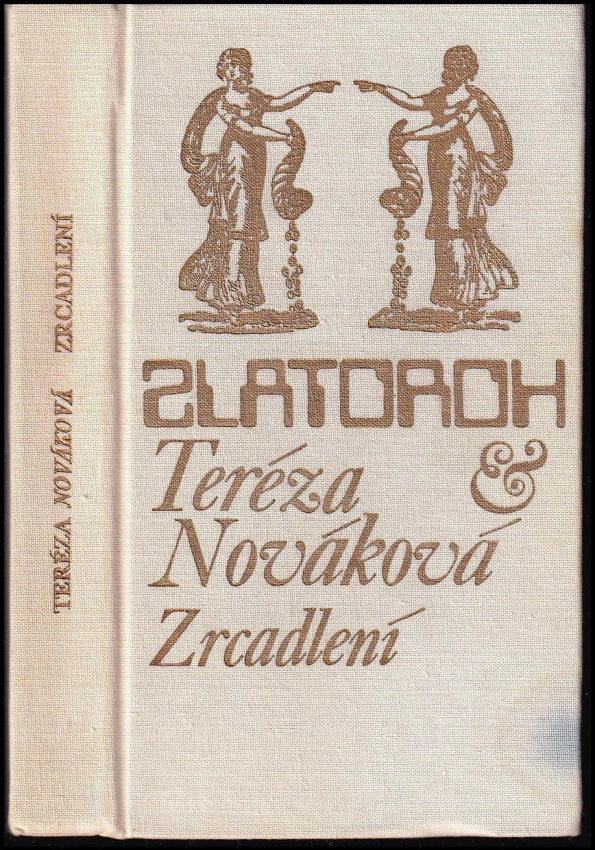 TERÉZA NOVÁKOVÁ ZRCADLENÍ
ZLATOROH
Teréza &
Nováková
Zrcadlení